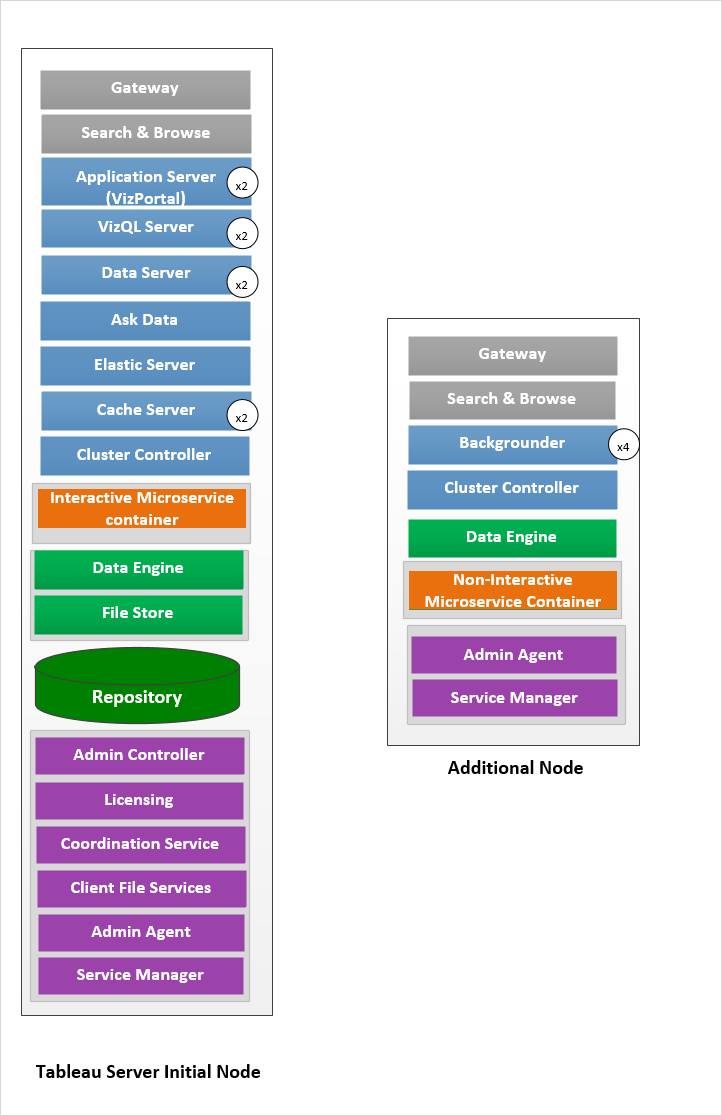 Gateway
Search & Browse
Application Server
(VizPortal)
x2
VizQL Server
x2
Data Server
x2
Ask Data
Elastic Server
Cache Server
x2
Cluster Controller
Interactive Microservice
container
Data Engine
File Store
Repository
Admin Controller
Licensing
Coordination Service
Client File Services
Admin Agent
Service Manager
Tableau Server Initial Node
Gateway
Search & Browse
Backgrounder
x4
Cluster Controller
Data Engine
Non-Interactive
Microservice Container
Admin Agent
Service Manager
Additional Node